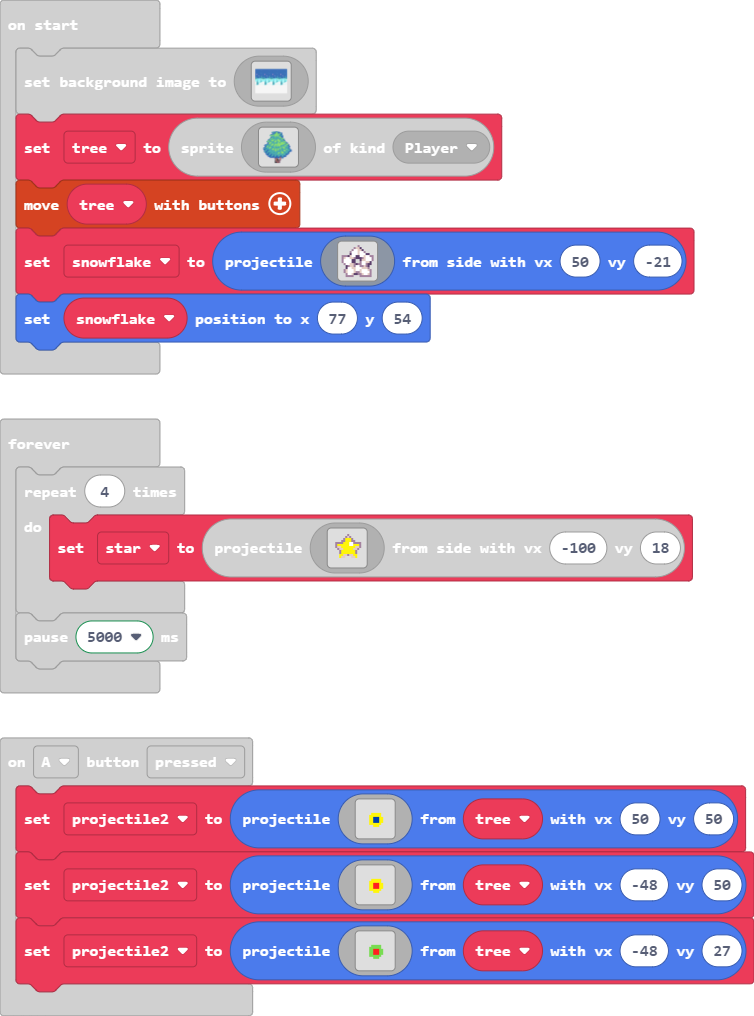 on start
set background image to
set tree to sprite of kind Player
move tree with buttons
set snowflake to projectile from side with vx 50 vy -21
set snowflake position to x 77 y 54
forever
repeat 4 times
do
set star to projectile from side with vx -100 vy 18
pause 5000 ms
on A button pressed
set projectile2 to projectile from tree with vx 50 vy 50
set projectile2 to projectile from tree with vx -48 vy 50
set projectile2 to projectile from tree with vx -48 vy 27